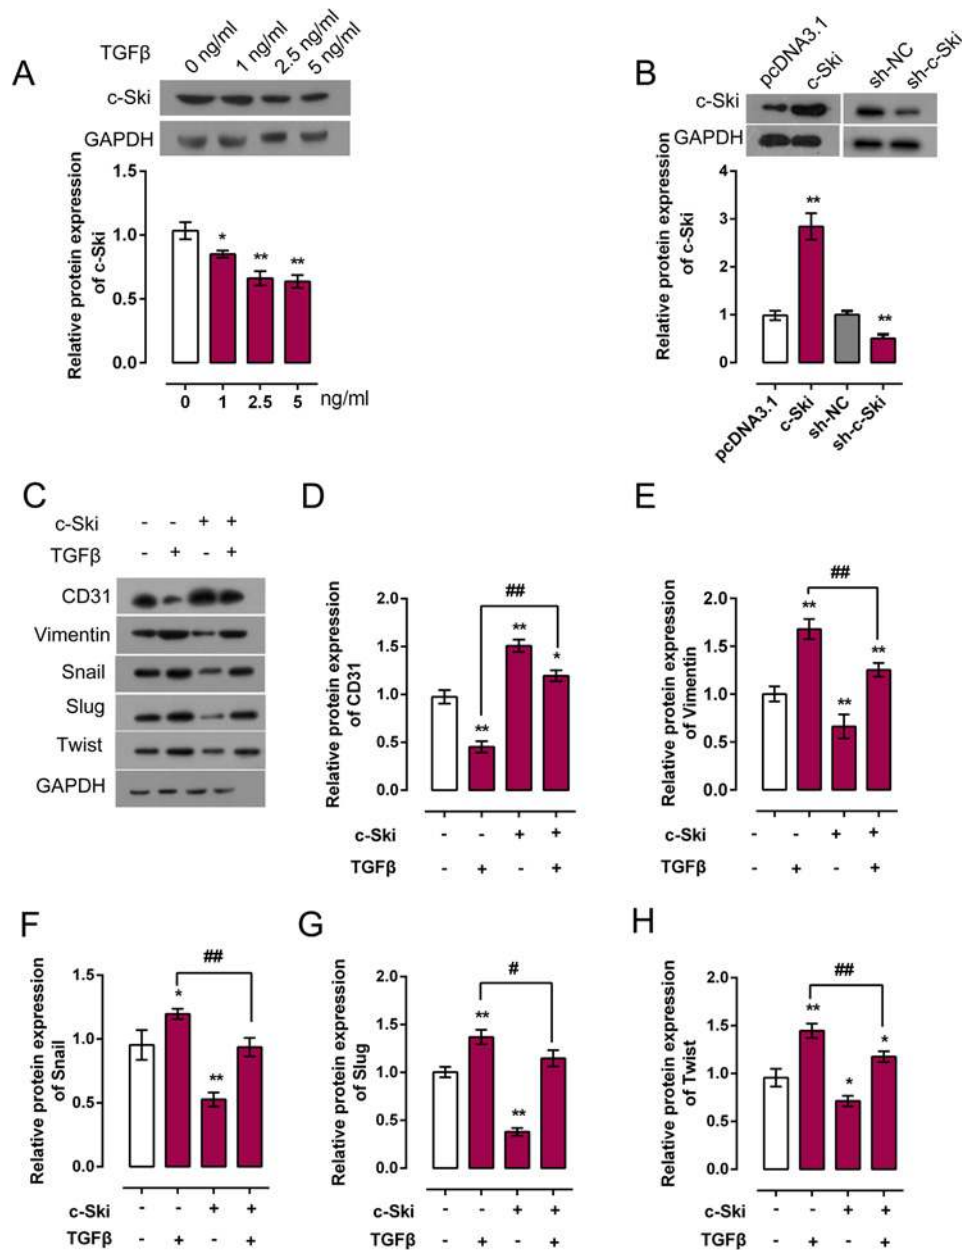 A
TGFβ
0 ng/ml
1 ng/ml
2.5 ng/ml
5 ng/ml
c-Ski
GAPDH
Relative protein expression
of c-Ski
1.0
0.5
0.0
*
**
**
0
1
2.5
5
ng/ml
B
pcDNA3.1
c-Ski
sh-NC
sh-c-Ski
c-Ski
GAPDH
Relative protein expression
of c-Ski
4
3
2
1
0
**
**
pcDNA3.1
c-Ski
sh-NC
sh-c-Ski
C
c-Ski - - + +
TGFβ - + - +
CD31
Vimentin
Snail
Slug
Twist
GAPDH
D
Relative protein expression
of CD31
2.0
1.5
1.0
0.5
0.0
##
**
**
*
c-Ski - - + +
TGFβ - + - +
E
Relative protein expression
of Vimentin
2.0
1.5
1.0
0.5
0.0
##
**
**
**
c-Ski - - + +
TGFβ - + - +
F
Relative protein expression
of Snail
1.5
1.0
0.5
0.0
##
*
**
c-Ski - - + +
TGFβ - + - +
G
Relative protein expression
of Slug
2.0
1.5
1.0
0.5
0.0
#
**
**
c-Ski - - + +
TGFβ - + - +
H
Relative protein expression
of Twist
2.0
1.5
1.0
0.5
0.0
##
**
*
*
c-Ski - - + +
TGFβ - + - +